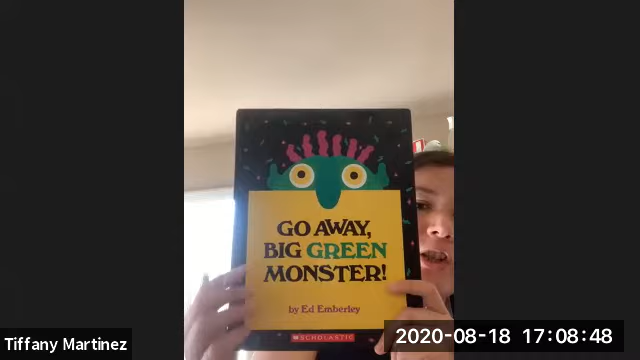 GO AWAY,
BIG GREEN
MONSTER!
by Ed Emberley
SCHOLASTIC
Tiffany Martinez
2020-08-18 17:08:48